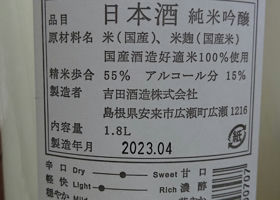 品目 日本酒 純米吟醸
原材料名 米(国産)、米麹(国産米)
国産酒造好適米100%使用
精米歩合 55% アルコール分 15%
製造者 吉田酒造株式会社
島根県安来市広瀬町広瀬1216
内容量 1.8L
製造年月 2023.04
紙
辛口 Dry Sweet 甘口
軽快 Light Rich 濃醇
穏やか